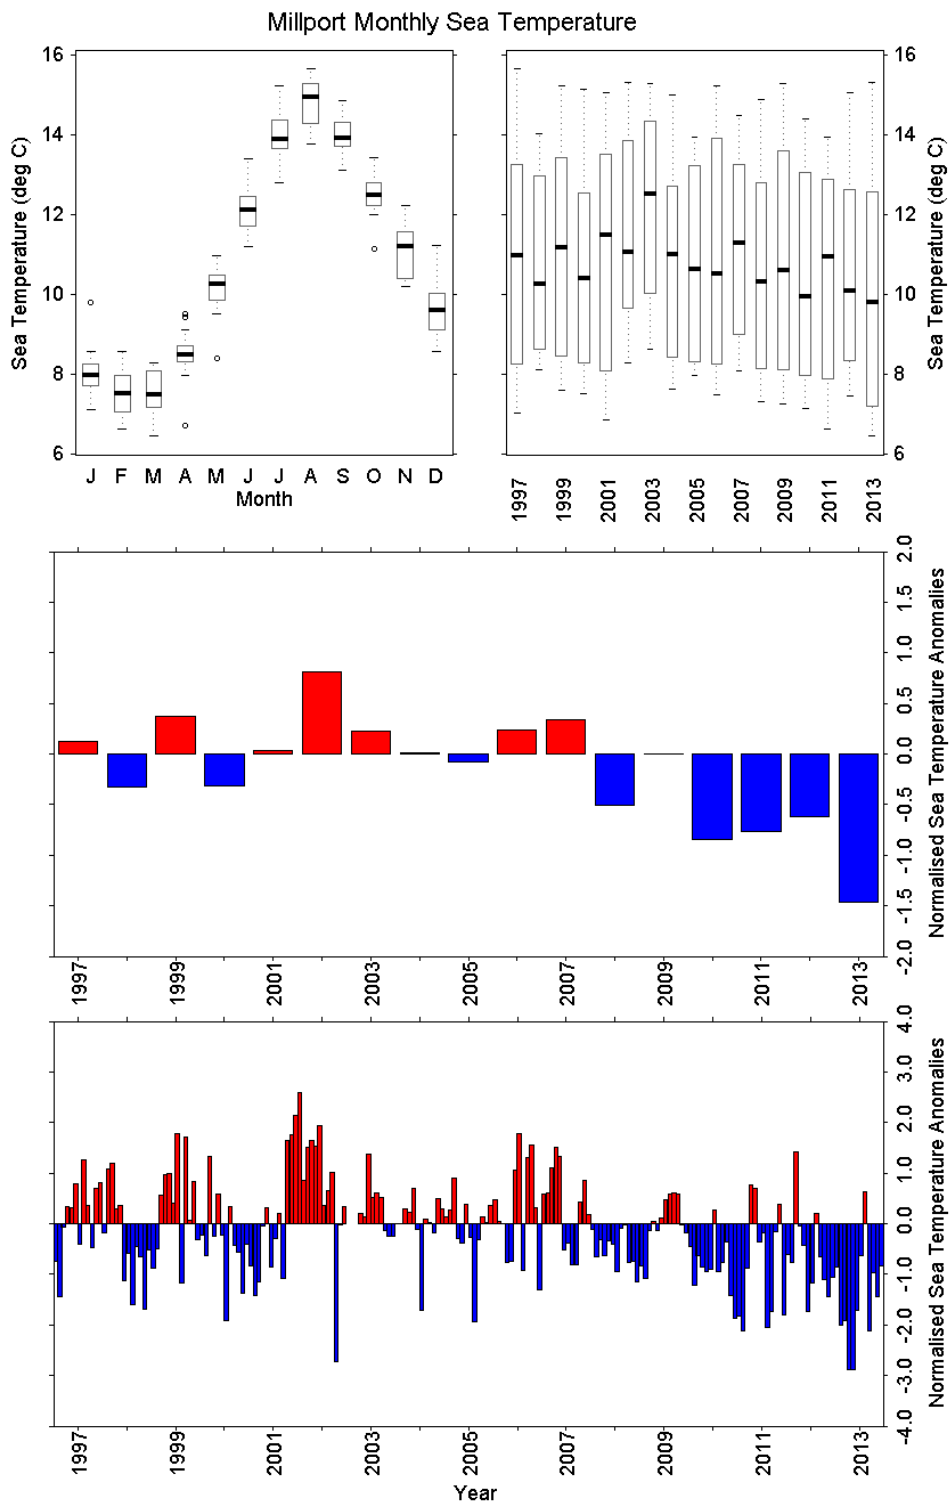 Millport Monthly Sea Temperature
Sea Temperature (deg C)
16
14
12
10
8
6
J F M A M J J A S O N D
Month
16
14
12
10
8
6
Sea Temperature (deg C)
1997 1999 2001 2003 2005 2007 2009 2011 2013
2.0
1.5
1.0
0.5
0.0
-0.5
-1.0
-1.5
-2.0
Normalised Sea Temperature Anomalies
1997 1999 2001 2003 2005 2007 2009 2011 2013
4.0
3.0
2.0
1.0
0.0
-1.0
-2.0
-3.0
-4.0
Normalised Sea Temperature Anomalies
1997 1999 2001 2003 2005 2007 2009 2011 2013
Year